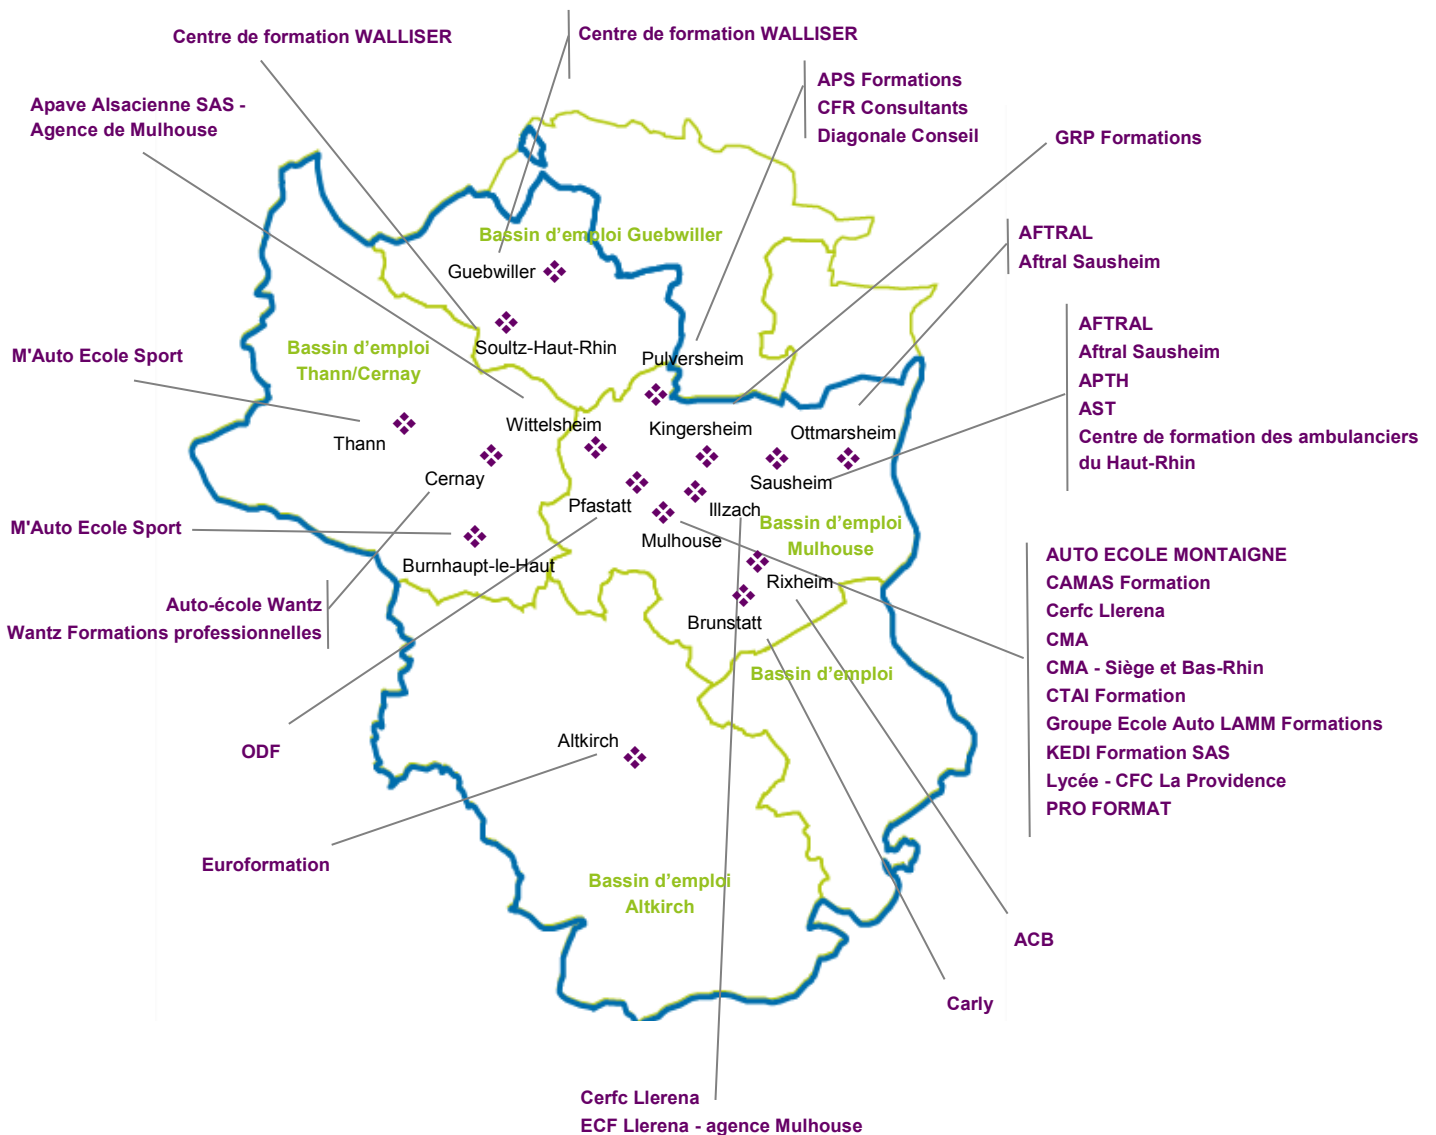 Centre de formation WALLISER
Centre de formation WALLISER
APS Formations
CFR Consultants
Diagonale Conseil
Apave Alsacienne SAS -
Agence de Mulhouse
GRP Formations
AFTRAL
Aftral Sausheim
Bassin d'emploi Guebwiller
Guebwiller
Soultz-Haut-Rhin
Bassin d'emploi
Thann/Cernay
M'Auto Ecole Sport
Pulversheim
AFTRAL
Aftral Sausheim
APTH
AST
Centre de formation des ambulanciers
du Haut-Rhin
Wittelsheim
Kingersheim
Ottmarsheim
Thann
Cernay
Sausheim
Pfastatt
Illzach
Bassin d'emploi
Mulhouse
Mulhouse
M'Auto Ecole Sport
Burnhaupt-le-Haut
Rixheim
Brunstatt
Auto-école Wantz
Wantz Formations professionnelles
AUTO ECOLE MONTAIGNE
CAMAS Formation
Cerfc Llerena
CMA
CMA - Siège et Bas-Rhin
CTAI Formation
Groupe Ecole Auto LAMM Formations
KEDI Formation SAS
Lycée - CFC La Providence
PRO FORMAT
Bassin d'emploi
ODF
Altkirch
Euroformation
Bassin d'emploi
Altkirch
ACB
Carly
Cerfc Llerena
ECF Llerena - agence Mulhouse